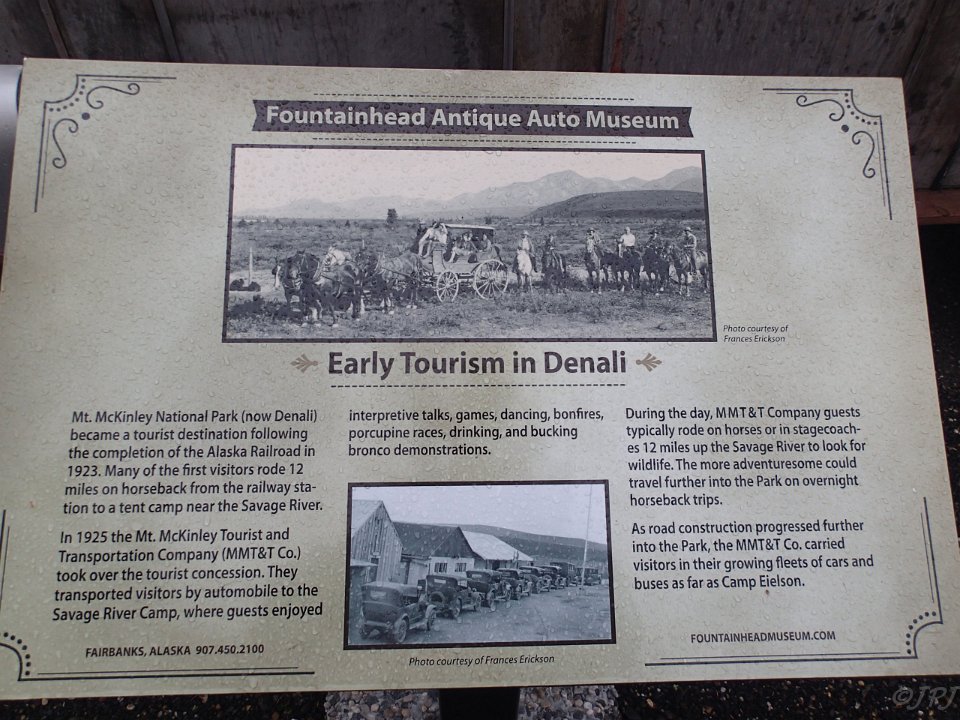 Fountainhead Antique Auto Museum
Photo courtesy of
Frances Erickson
Early Tourism in Denali
Mt. McKinley National Park (now Denali)
became a tourist destination following
the completion of the Alaska Railroad in
1923. Many of the first visitors rode 12
miles on horseback from the railway sta-
tion to a tent camp near the Savage River.
In 1925 the Mt. McKinley Tourist and
Transportation Company (MMT&T Co.)
took over the tourist concession. They
transported visitors by automobile to the
Savage River Camp, where guests enjoyed
interpretive talks, games, dancing, bonfires,
porcupine races, drinking, and bucking
bronco demonstrations.
Photo courtesy of Frances Erickson
During the day, MMT&T Company guests
typically rode on horses or in stagecoach-
es 12 miles up the Savage River to look for
wildlife. The more adventuresome could
travel further into the Park on overnight
horseback trips.
As road construction progressed further
into the Park, the MMT&T Co. carried
visitors in their growing fleets of cars and
buses as far as Camp Eielson.
FAIRBANKS, ALASKA 907.450.2100
FOUNTAINHEADMUSEUM.COM
©JRJ